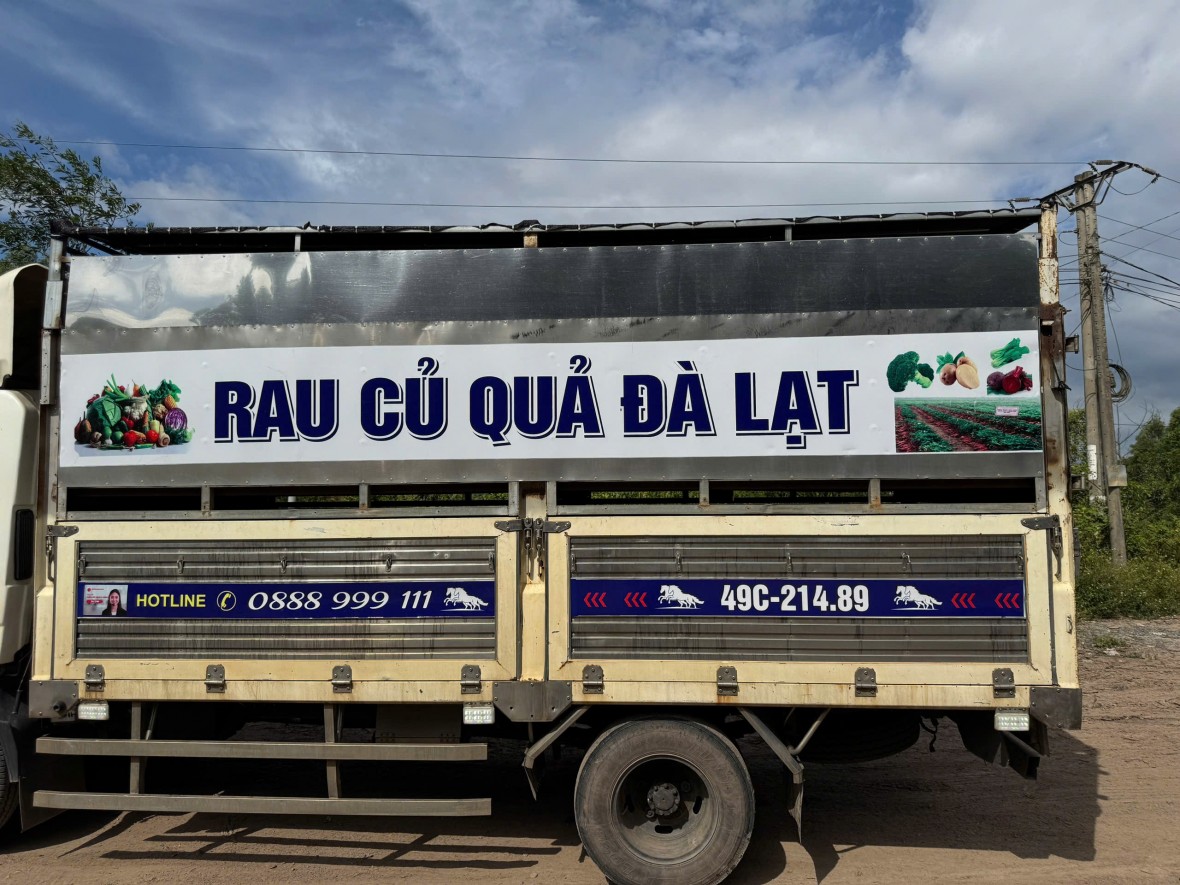 RAU CỦ QUẢ ĐÀ LẠT
HOTLINE 0888 999 111
49C-214.89